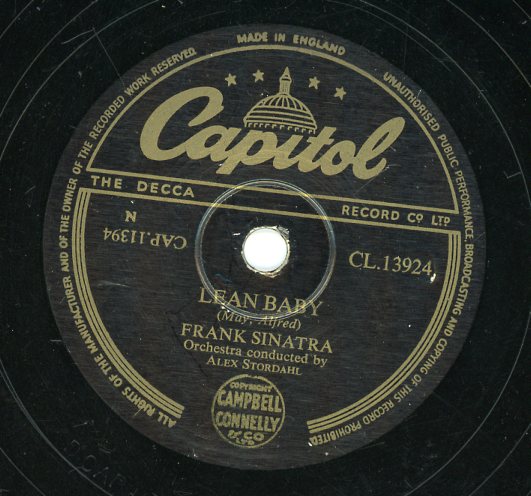 MADE IN ENGLAND
Capitol
THE DECCA RECORD CO LTD
CAP.11394
N
CL.13924
LEAN BABY
(May, Alfred)
FRANK SINATRA
Orchestra conducted by
ALEX STORDAHL
COPYRIGHT
CAMPBELL
CONNELLY
& CO
LTD
ALL RIGHTS OF THE MANUFACTURER AND OF THE OWNER OF THE RECORDED WORK RESERVED.
UNAUTHORISED PUBLIC PERFORMANCE, BROADCASTING AND COPYING OF THIS RECORD PROHIBITED.